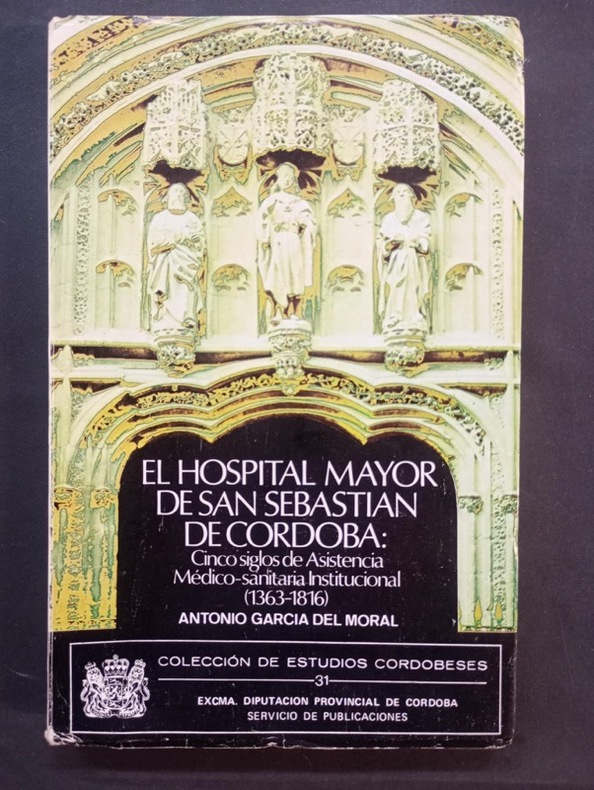 EL HOSPITAL MAYOR
DE SAN SEBASTIAN
DE CORDOBA:
Cinco siglos de Asistencia
Médico-sanitaria Institucional
(1363-1816)
ANTONIO GARCIA DEL MORAL
COLECCIÓN DE ESTUDIOS CORDOBESES
31
EXCMA. DIPUTACION PROVINCIAL DE CORDOBA
SERVICIO DE PUBLICACIONES